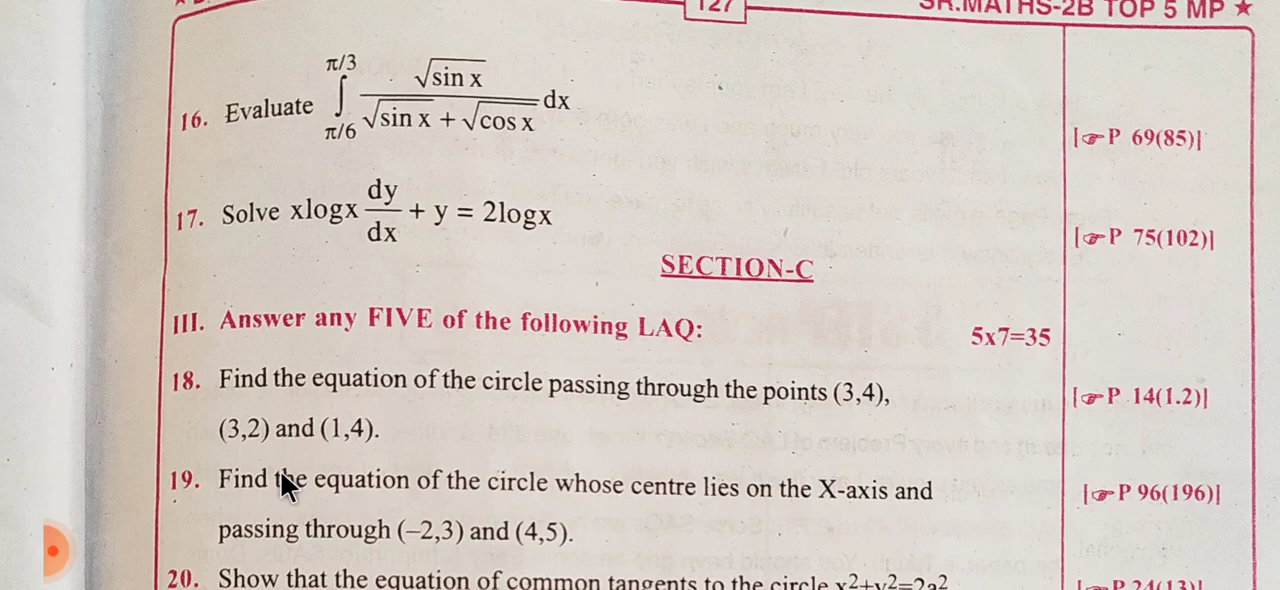 127
SR.MATHS-2B TOP 5 MP ★
16. Evaluate ∫_{π/6}^{π/3} √(sin x) / (√(sin x) + √(cos x)) dx
[☞P 69(85)]
17. Solve xlogx dy/dx + y = 2logx
[☞P 75(102)]
SECTION-C
III. Answer any FIVE of the following LAQ: 5x7=35
18. Find the equation of the circle passing through the points (3,4),
[☞P 14(1.2)]
(3,2) and (1,4).
19. Find the equation of the circle whose centre lies on the X-axis and
[☞P 96(196)]
passing through (–2,3) and (4,5).
20. Show that the equation of common tangents to the circle x²+y²=2a²
[☞P 24(13)]